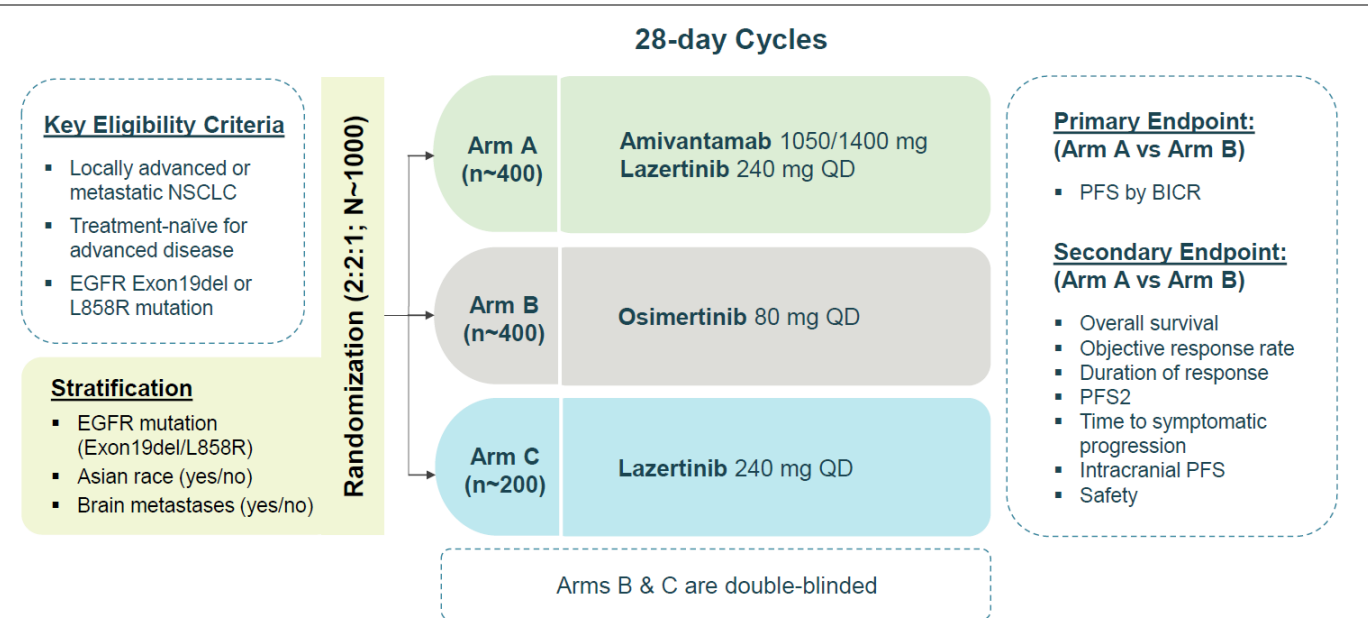 28-day Cycles
Key Eligibility Criteria
▪ Locally advanced or
metastatic NSCLC
▪ Treatment-naïve for
advanced disease
▪ EGFR Exon19del or
L858R mutation
Stratification
▪ EGFR mutation
(Exon19del/L858R)
▪ Asian race (yes/no)
▪ Brain metastases (yes/no)
Randomization (2:2:1; N~1000)
Arm A
(n~400)
Amivantamab 1050/1400 mg
Lazertinib 240 mg QD
Arm B
(n~400)
Osimertinib 80 mg QD
Arm C
(n~200)
Lazertinib 240 mg QD
Arms B & C are double-blinded
Primary Endpoint:
(Arm A vs Arm B)
▪ PFS by BICR
Secondary Endpoint:
(Arm A vs Arm B)
▪ Overall survival
▪ Objective response rate
▪ Duration of response
▪ PFS2
▪ Time to symptomatic
progression
▪ Intracranial PFS
▪ Safety